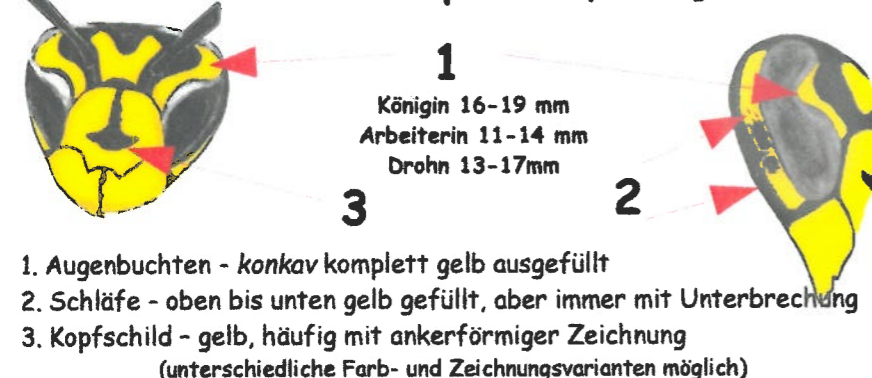 1
Königin 16-19 mm
Arbeiterin 11-14 mm
Drohn 13-17mm
2
3
1. Augenbuchten - konkav komplett gelb ausgefüllt
2. Schläfe - oben bis unten gelb gefüllt, aber immer mit Unterbrechung
3. Kopfschild - gelb, häufig mit ankerförmiger Zeichnung
(unterschiedliche Farb- und Zeichnungsvarianten möglich)